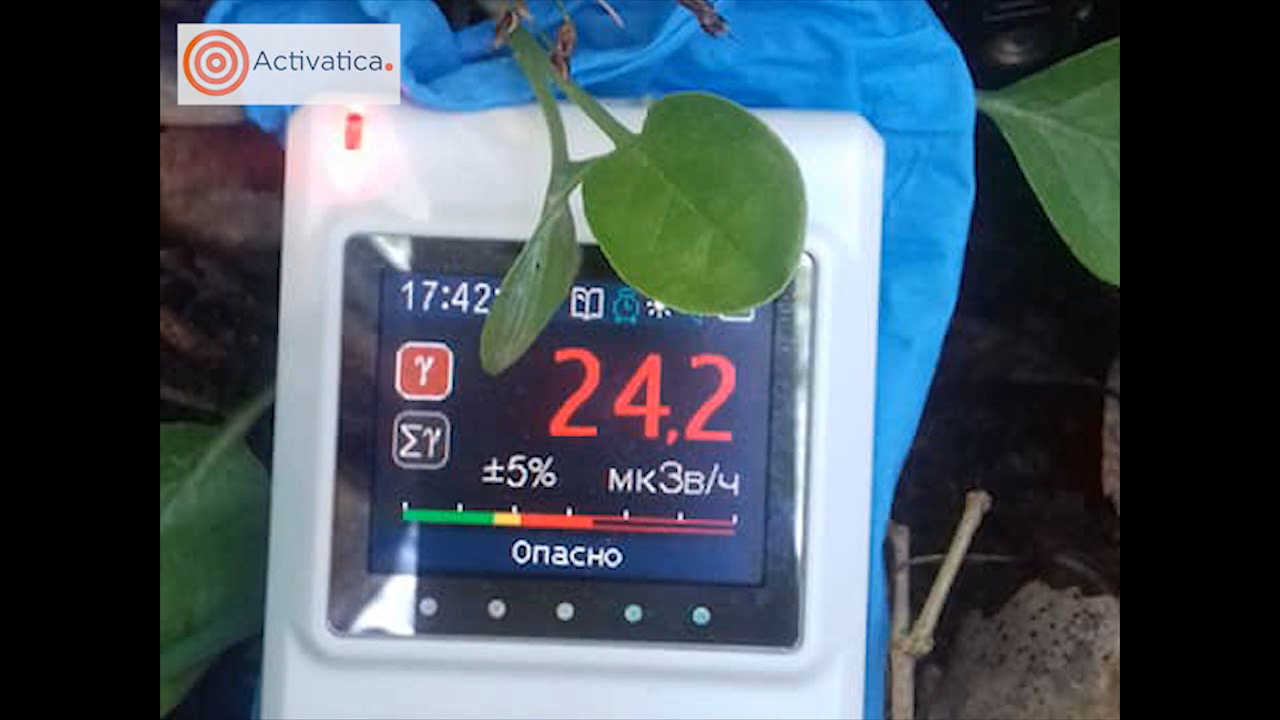 Activatica.
17:42
γ
24,2
Σγ
±5%
мкЗв/ч
Опасно